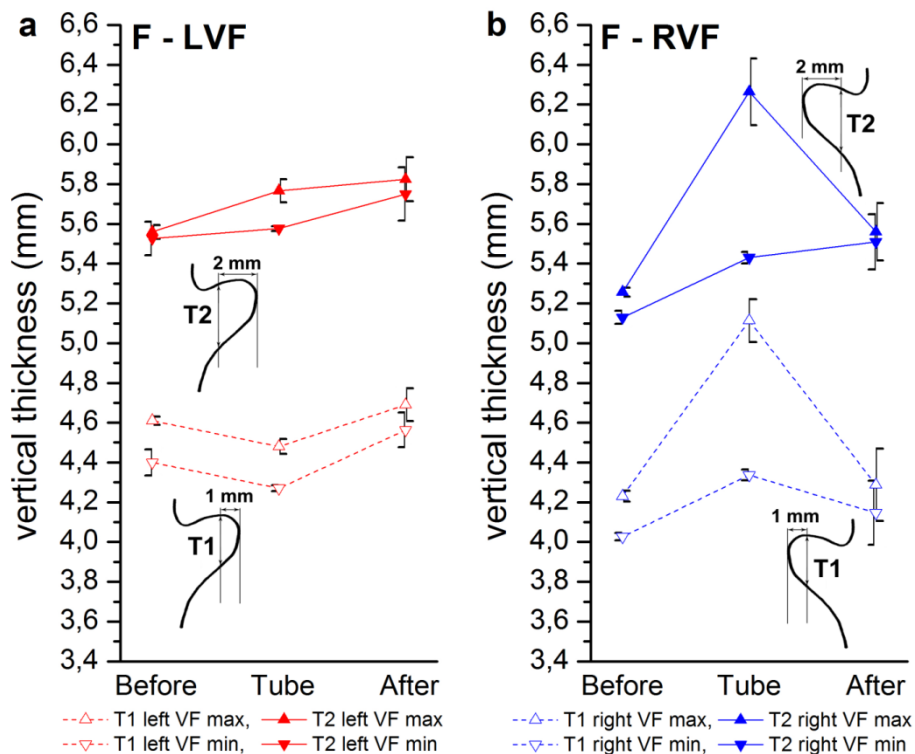 a
F - LVF
vertical thickness (mm)
6,6
6,4
6,2
6,0
5,8
5,6
5,4
5,2
5,0
4,8
4,6
4,4
4,2
4,0
3,8
3,6
3,4
2 mm
T2
1 mm
T1
Before Tube After
T1 left VF max, T2 left VF max
T1 left VF min, T2 left VF min
b
F - RVF
vertical thickness (mm)
6,6
6,4
6,2
6,0
5,8
5,6
5,4
5,2
5,0
4,8
4,6
4,4
4,2
4,0
3,8
3,6
3,4
2 mm
T2
1 mm
T1
Before Tube After
T1 right VF max, T2 right VF max
T1 right VF min, T2 right VF min